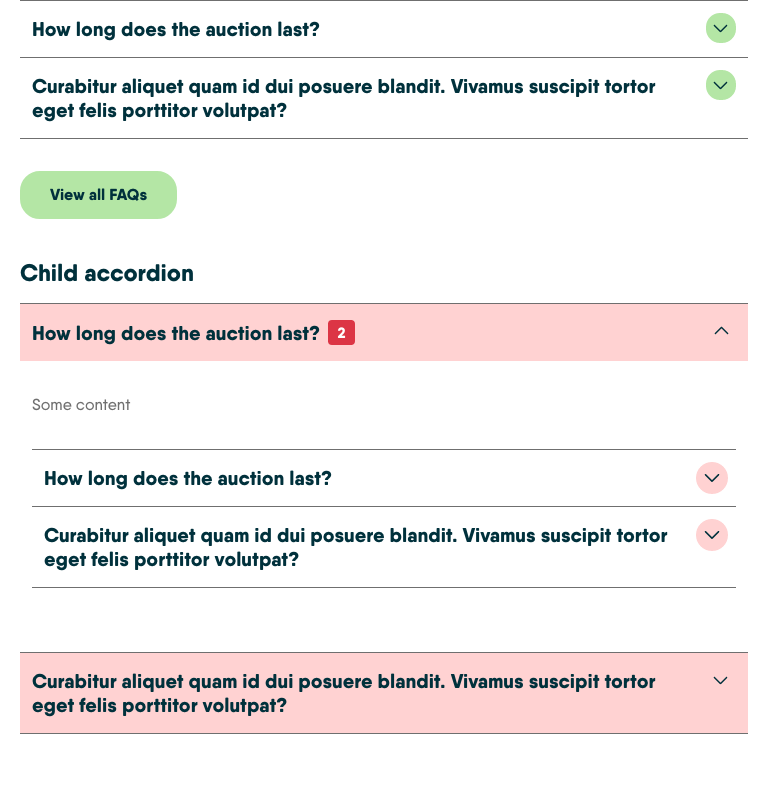 How long does the auction last?
Curabitur aliquet quam id dui posuere blandit. Vivamus suscipit tortor
eget felis porttitor volutpat?
View all FAQs
Child accordion
How long does the auction last? 2
Some content
How long does the auction last?
Curabitur aliquet quam id dui posuere blandit. Vivamus suscipit tortor
eget felis porttitor volutpat?
Curabitur aliquet quam id dui posuere blandit. Vivamus suscipit tortor
eget felis porttitor volutpat?